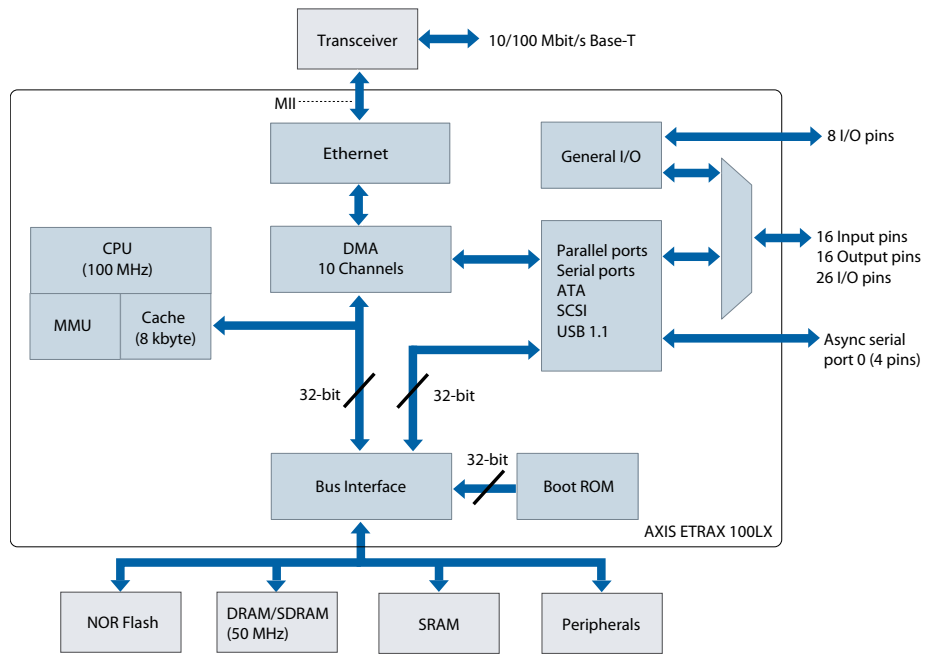 Transceiver
10/100 Mbit/s Base-T
MII
Ethernet
General I/O
8 I/O pins
CPU
(100 MHz)
MMU
Cache
(8 kbyte)
DMA
10 Channels
Parallel ports
Serial ports
ATA
SCSI
USB 1.1
16 Input pins
16 Output pins
26 I/O pins
Async serial
port 0 (4 pins)
32-bit
32-bit
32-bit
Bus Interface
Boot ROM
AXIS ETRAX 100LX
NOR Flash
DRAM/SDRAM
(50 MHz)
SRAM
Peripherals